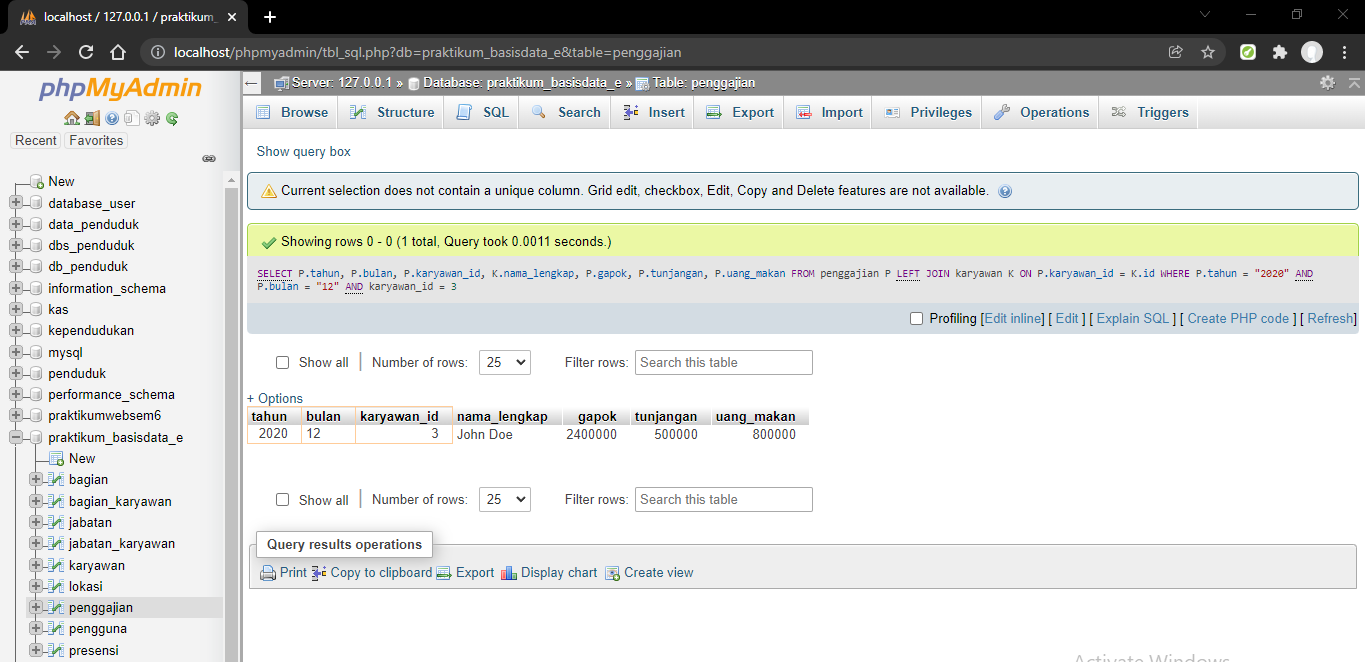 localhost / 127.0.0.1 / praktikum_
localhost/phpmyadmin/tbl_sql.php?db=praktikum_basisdata_e&table=penggajian
phpMyAdmin
Recent Favorites
New
database_user
data_penduduk
dbs_penduduk
db_penduduk
information_schema
kas
kependudukan
mysql
penduduk
performance_schema
praktikumwebsem6
praktikum_basisdata_e
New
bagian
bagian_karyawan
jabatan
jabatan_karyawan
karyawan
lokasi
penggajian
pengguna
presensi
Server: 127.0.0.1 » Database: praktikum_basisdata_e » Table: penggajian
Browse Structure SQL Search Insert Export Import Privileges Operations Triggers
Show query box
Current selection does not contain a unique column. Grid edit, checkbox, Edit, Copy and Delete features are not available.
Showing rows 0 - 0 (1 total, Query took 0.0011 seconds.)
SELECT P.tahun, P.bulan, P.karyawan_id, K.nama_lengkap, P.gapok, P.tunjangan, P.uang_makan FROM penggajian P LEFT JOIN karyawan K ON P.karyawan_id = K.id WHERE P.tahun = "2020" AND
P.bulan = "12" AND karyawan_id = 3
Profiling [Edit inline] [ Edit ] [ Explain SQL ] [ Create PHP code ] [ Refresh]
Show all Number of rows: 25 Filter rows: Search this table
+ Options
tahun bulan karyawan_id nama_lengkap gapok tunjangan uang_makan
2020 12 3 John Doe 2400000 500000 800000
Show all Number of rows: 25 Filter rows: Search this table
Query results operations
Print Copy to clipboard Export Display chart Create view
Activate Windows